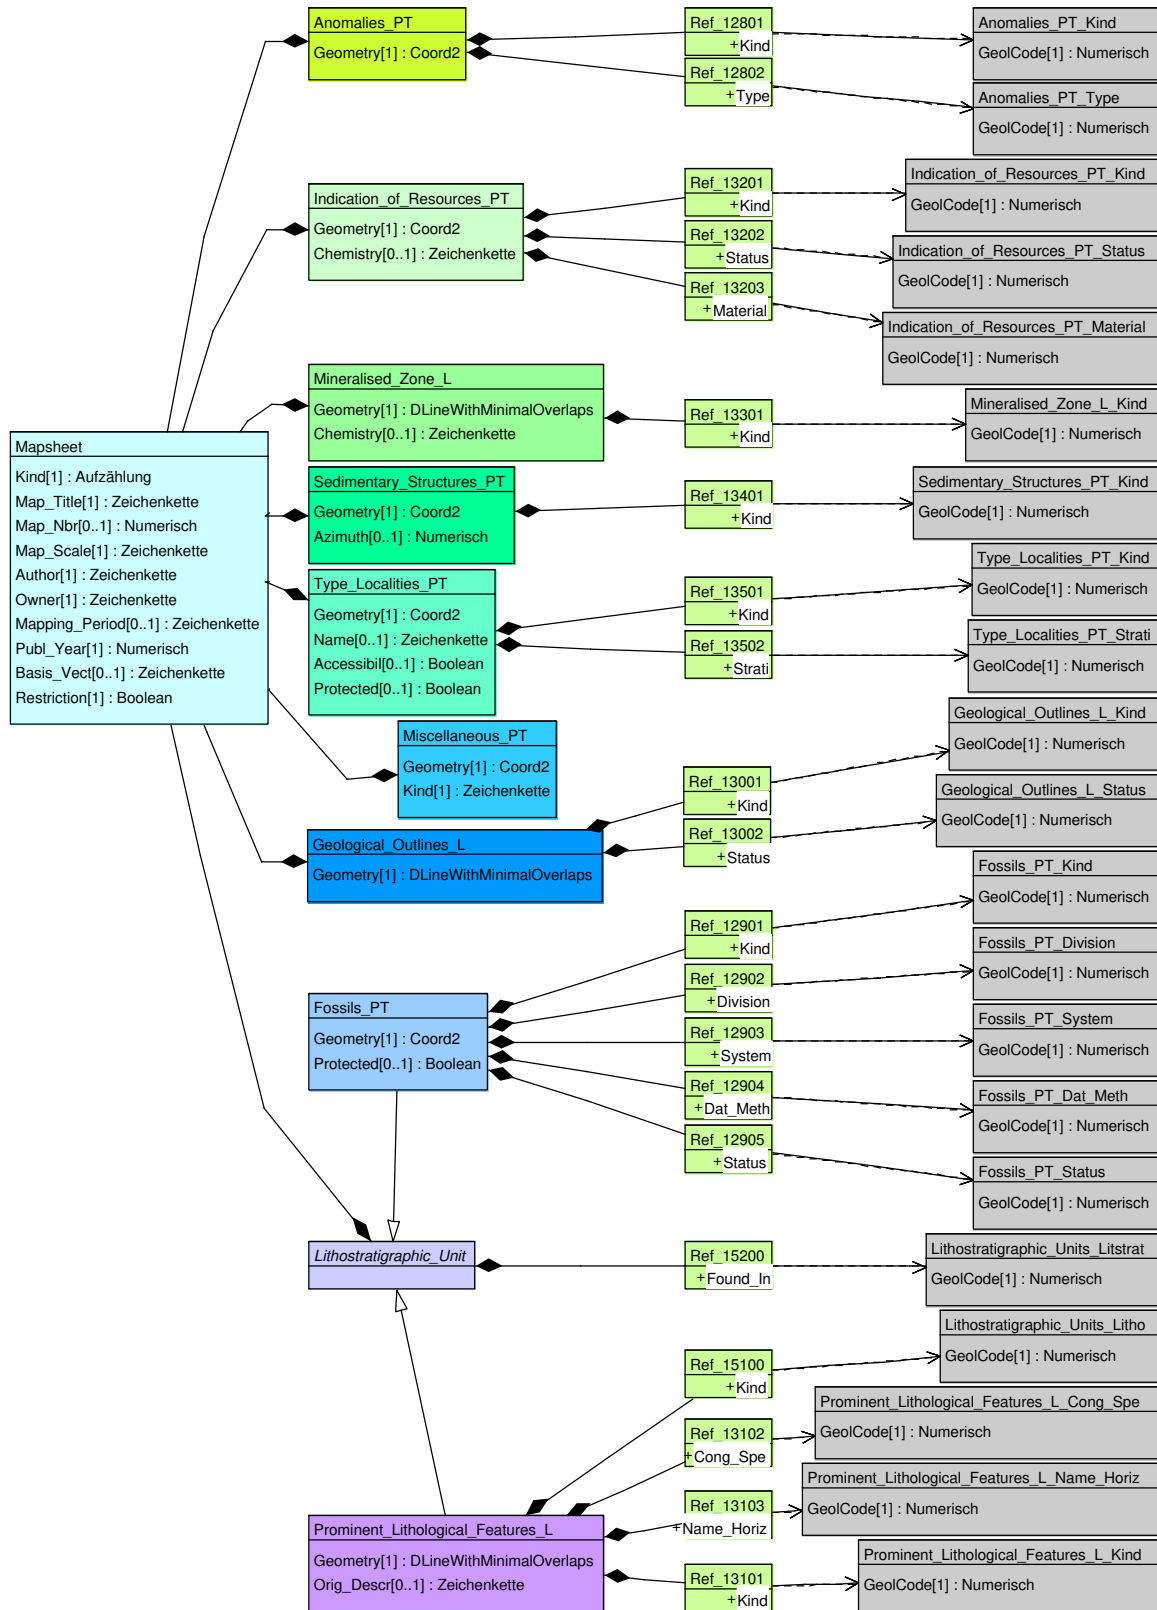 Anomalies_PT
Geometry[1] : Coord2
Ref_12801
+Kind
Anomalies_PT_Kind
GeolCode[1] : Numerisch
Ref_12802
+Type
Anomalies_PT_Type
GeolCode[1] : Numerisch
Indication_of_Resources_PT
Geometry[1] : Coord2
Chemistry[0..1] : Zeichenkette
Ref_13201
+Kind
Indication_of_Resources_PT_Kind
GeolCode[1] : Numerisch
Ref_13202
+Status
Indication_of_Resources_PT_Status
GeolCode[1] : Numerisch
Ref_13203
+Material
Indication_of_Resources_PT_Material
GeolCode[1] : Numerisch
Mineralised_Zone_L
Geometry[1] : DLineWithMinimalOverlaps
Chemistry[0..1] : Zeichenkette
Ref_13301
+Kind
Mineralised_Zone_L_Kind
GeolCode[1] : Numerisch
Mapsheet
Kind[1] : Aufzählung
Map_Title[1] : Zeichenkette
Map_Nbr[0..1] : Numerisch
Map_Scale[1] : Zeichenkette
Author[1] : Zeichenkette
Owner[1] : Zeichenkette
Mapping_Period[0..1] : Zeichenkette
Publ_Year[1] : Numerisch
Basis_Vect[0..1] : Zeichenkette
Restriction[1] : Boolean
Sedimentary_Structures_PT
Geometry[1] : Coord2
Azimuth[0..1] : Numerisch
Ref_13401
+Kind
Sedimentary_Structures_PT_Kind
GeolCode[1] : Numerisch
Type_Localities_PT
Geometry[1] : Coord2
Name[0..1] : Zeichenkette
Accessibil[0..1] : Boolean
Protected[0..1] : Boolean
Ref_13501
+Kind
Type_Localities_PT_Kind
GeolCode[1] : Numerisch
Ref_13502
+Strati
Type_Localities_PT_Strati
GeolCode[1] : Numerisch
Miscellaneous_PT
Geometry[1] : Coord2
Kind[1] : Zeichenkette
Geological_Outlines_L
Geometry[1] : DLineWithMinimalOverlaps
Ref_13001
+Kind
Geological_Outlines_L_Kind
GeolCode[1] : Numerisch
Ref_13002
+Status
Geological_Outlines_L_Status
GeolCode[1] : Numerisch
Fossils_PT
Geometry[1] : Coord2
Protected[0..1] : Boolean
Ref_12901
+Kind
Fossils_PT_Kind
GeolCode[1] : Numerisch
Ref_12902
+Division
Fossils_PT_Division
GeolCode[1] : Numerisch
Ref_12903
+System
Fossils_PT_System
GeolCode[1] : Numerisch
Ref_12904
+Dat_Meth
Fossils_PT_Dat_Meth
GeolCode[1] : Numerisch
Ref_12905
+Status
Fossils_PT_Status
GeolCode[1] : Numerisch
Lithostratigraphic_Unit
Ref_15200
+Found_In
Lithostratigraphic_Units_Litstrat
GeolCode[1] : Numerisch
Ref_15100
+Kind
Lithostratigraphic_Units_Litho
GeolCode[1] : Numerisch
Ref_13102
+Cong_Spe
Prominent_Lithological_Features_L_Cong_Spe
GeolCode[1] : Numerisch
Prominent_Lithological_Features_L
Geometry[1] : DLineWithMinimalOverlaps
Orig_Descr[0..1] : Zeichenkette
Ref_13103
+Name_Horiz
Prominent_Lithological_Features_L_Name_Horiz
GeolCode[1] : Numerisch
Ref_13101
+Kind
Prominent_Lithological_Features_L_Kind
GeolCode[1] : Numerisch